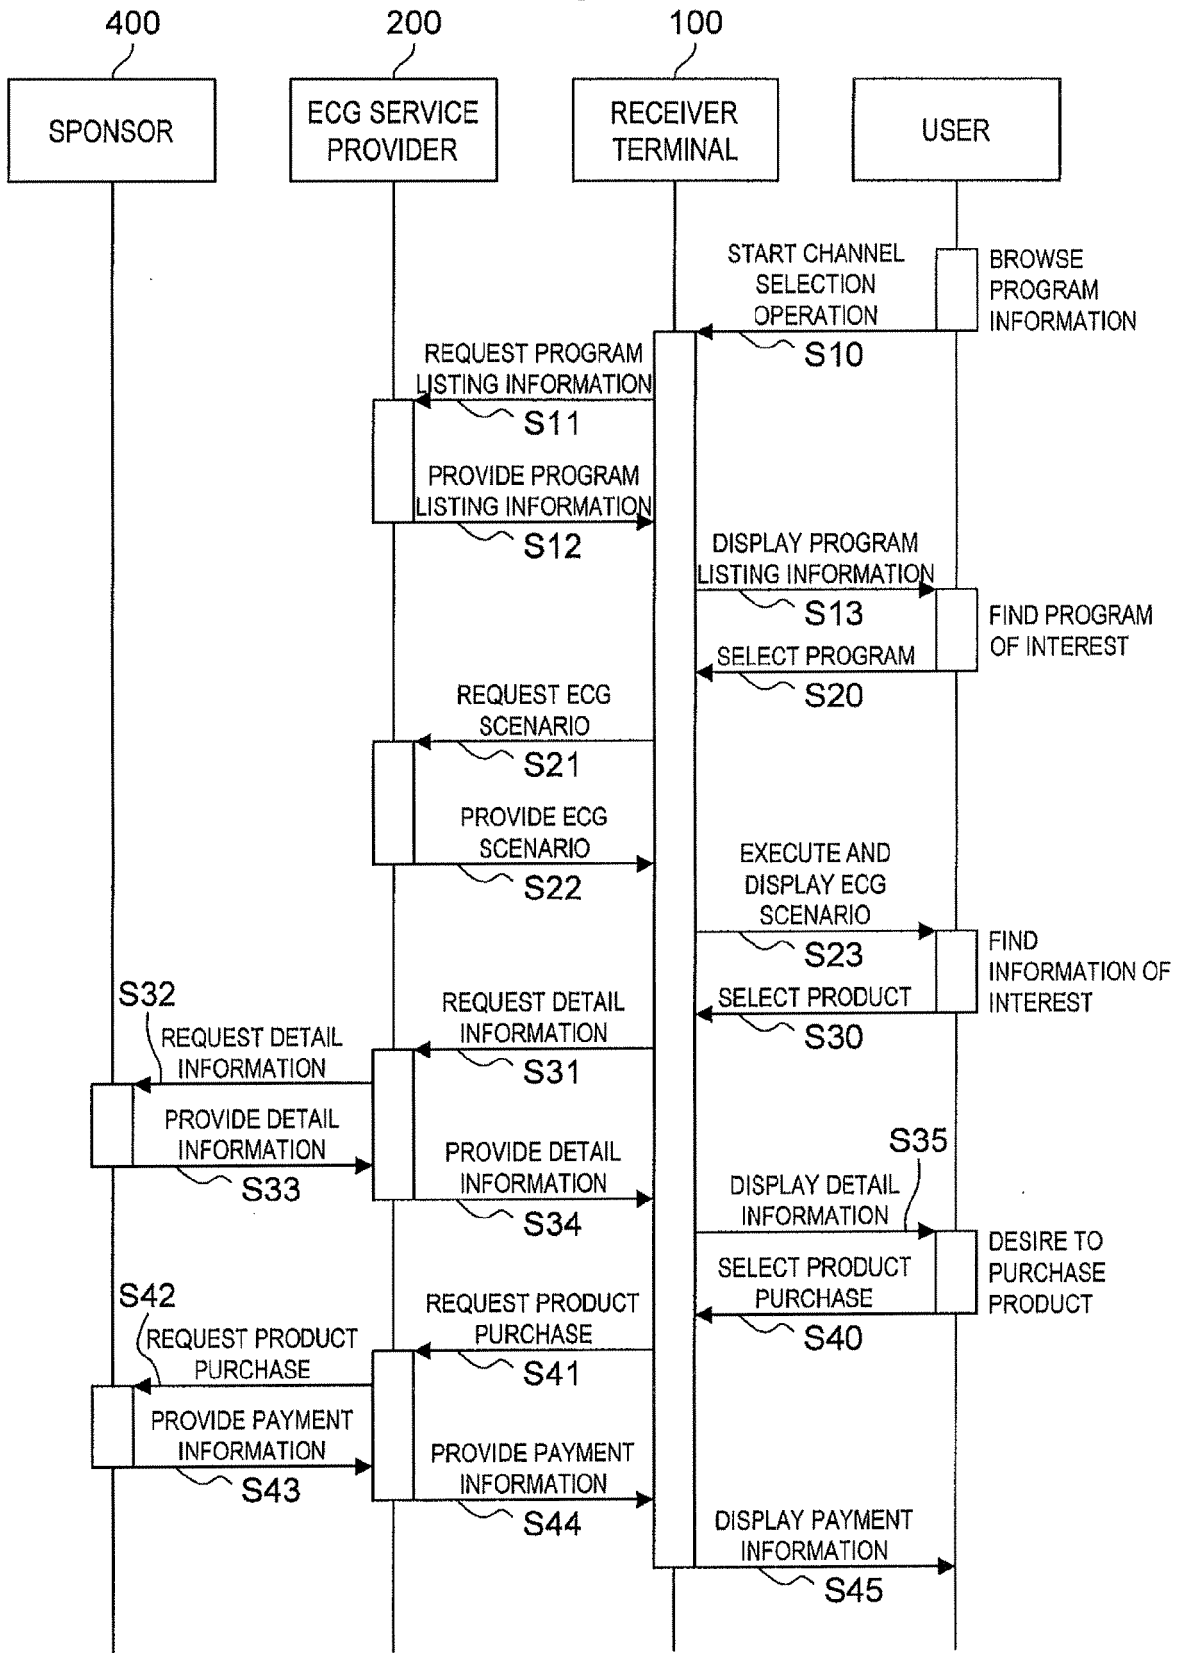 400
200
100
SPONSOR
ECG SERVICE
PROVIDER
RECEIVER
TERMINAL
USER
START CHANNEL
SELECTION
OPERATION
BROWSE
PROGRAM
INFORMATION
S10
REQUEST PROGRAM
LISTING INFORMATION
S11
PROVIDE PROGRAM
LISTING INFORMATION
S12
DISPLAY PROGRAM
LISTING INFORMATION
S13
FIND PROGRAM
OF INTEREST
SELECT PROGRAM
S20
REQUEST ECG
SCENARIO
S21
PROVIDE ECG
SCENARIO
S22
EXECUTE AND
DISPLAY ECG
SCENARIO
S23
FIND
INFORMATION OF
INTEREST
SELECT PRODUCT
S30
REQUEST DETAIL
INFORMATION
S31
S32
REQUEST DETAIL
INFORMATION
PROVIDE DETAIL
INFORMATION
S33
PROVIDE DETAIL
INFORMATION
S34
S35
DISPLAY DETAIL
INFORMATION
DESIRE TO
PURCHASE
PRODUCT
SELECT PRODUCT
PURCHASE
S40
REQUEST PRODUCT
PURCHASE
S41
S42
REQUEST PRODUCT
PURCHASE
PROVIDE PAYMENT
INFORMATION
S43
PROVIDE PAYMENT
INFORMATION
S44
DISPLAY PAYMENT
INFORMATION
S45